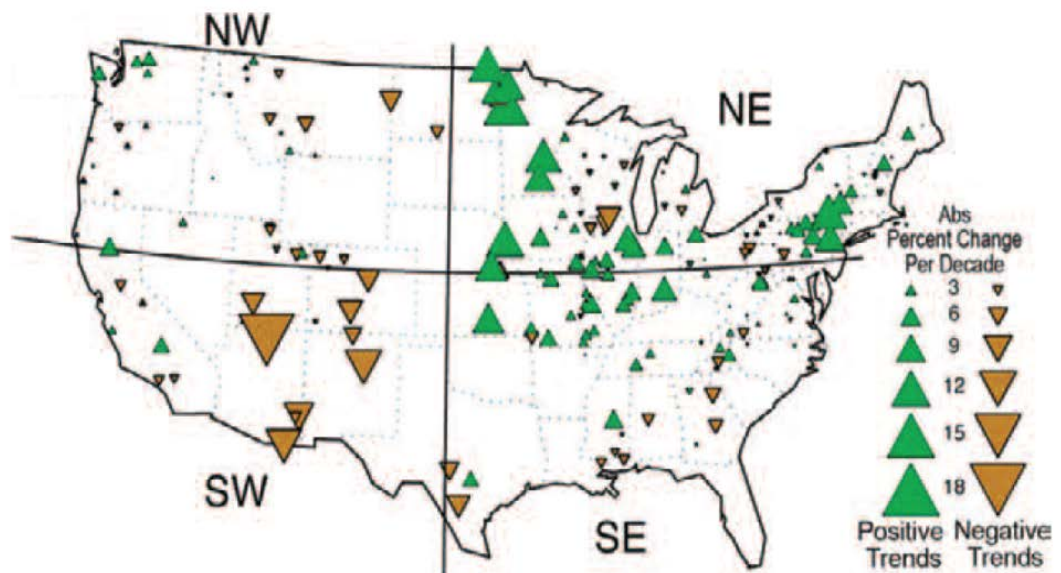 NW
NE
SW
SE
Abs
Percent Change
Per Decade
3
6
9
12
15
18
Positive Negative
Trends Trends